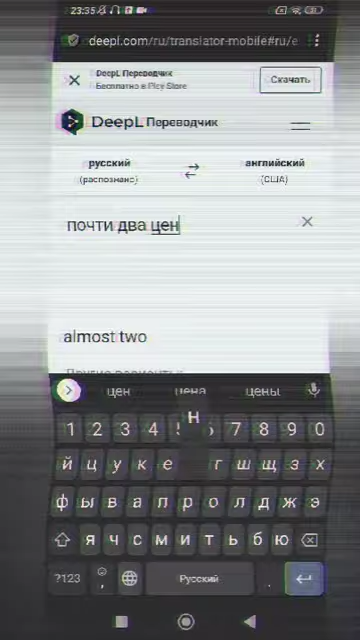 23:35
deepl.com/ru/translator-mobile#ru/e
DeepL Переводчик
Бесплатно в Play Store
Скачать
DeepL Переводчик
русский
(распознано)
английский
(США)
почти два цен
almost two
Другие варианты:
цен цена цены
н
1 2 3 4 5 6 7 8 9 0
й ц у к е г ш щ з х
ф ы в а п р о л д ж э
я ч с м и т ь б ю
?123 , Русский .